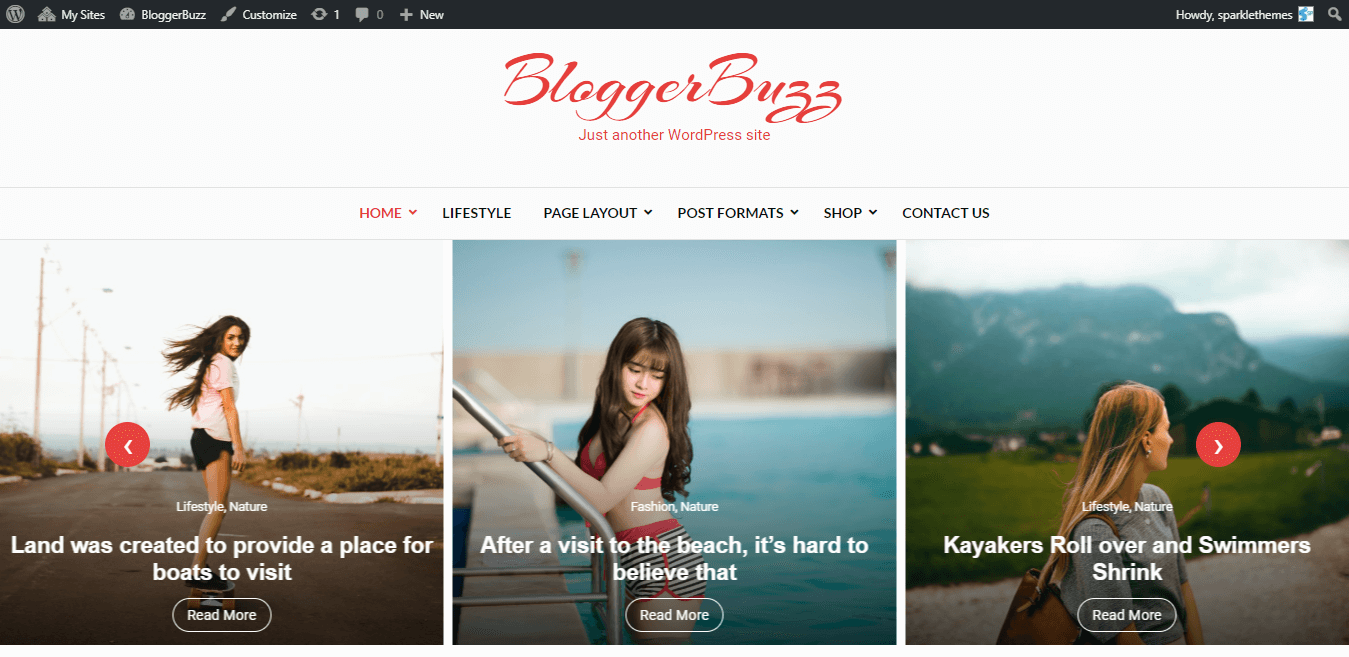 My Sites BloggerBuzz Customize 1 0 New Howdy, sparklethemes
BloggerBuzz
Just another WordPress site
HOME LIFESTYLE PAGE LAYOUT POST FORMATS SHOP CONTACT US
Lifestyle, Nature
Land was created to provide a place for
boats to visit
Read More
Fashion, Nature
After a visit to the beach, it’s hard to
believe that
Read More
Lifestyle, Nature
Kayakers Roll over and Swimmers
Shrink
Read More